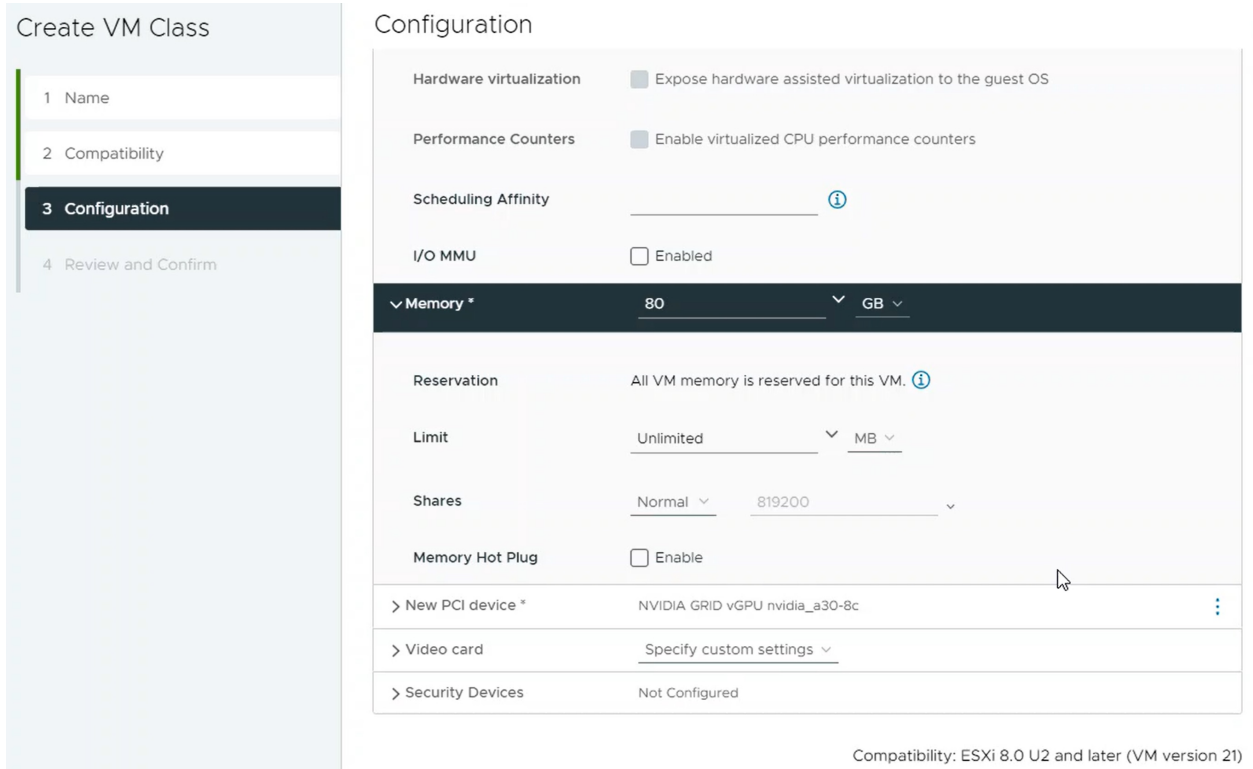 Create VM Class
1 Name
2 Compatibility
3 Configuration
4 Review and Confirm
Configuration
Hardware virtualization Expose hardware assisted virtualization to the guest OS
Performance Counters Enable virtualized CPU performance counters
Scheduling Affinity
I/O MMU Enabled
Memory * 80 GB
Reservation All VM memory is reserved for this VM.
Limit Unlimited MB
Shares Normal 819200
Memory Hot Plug Enable
New PCI device * NVIDIA GRID vGPU nvidia_a30-8c
Video card Specify custom settings
Security Devices Not Configured
Compatibility: ESXi 8.0 U2 and later (VM version 21)